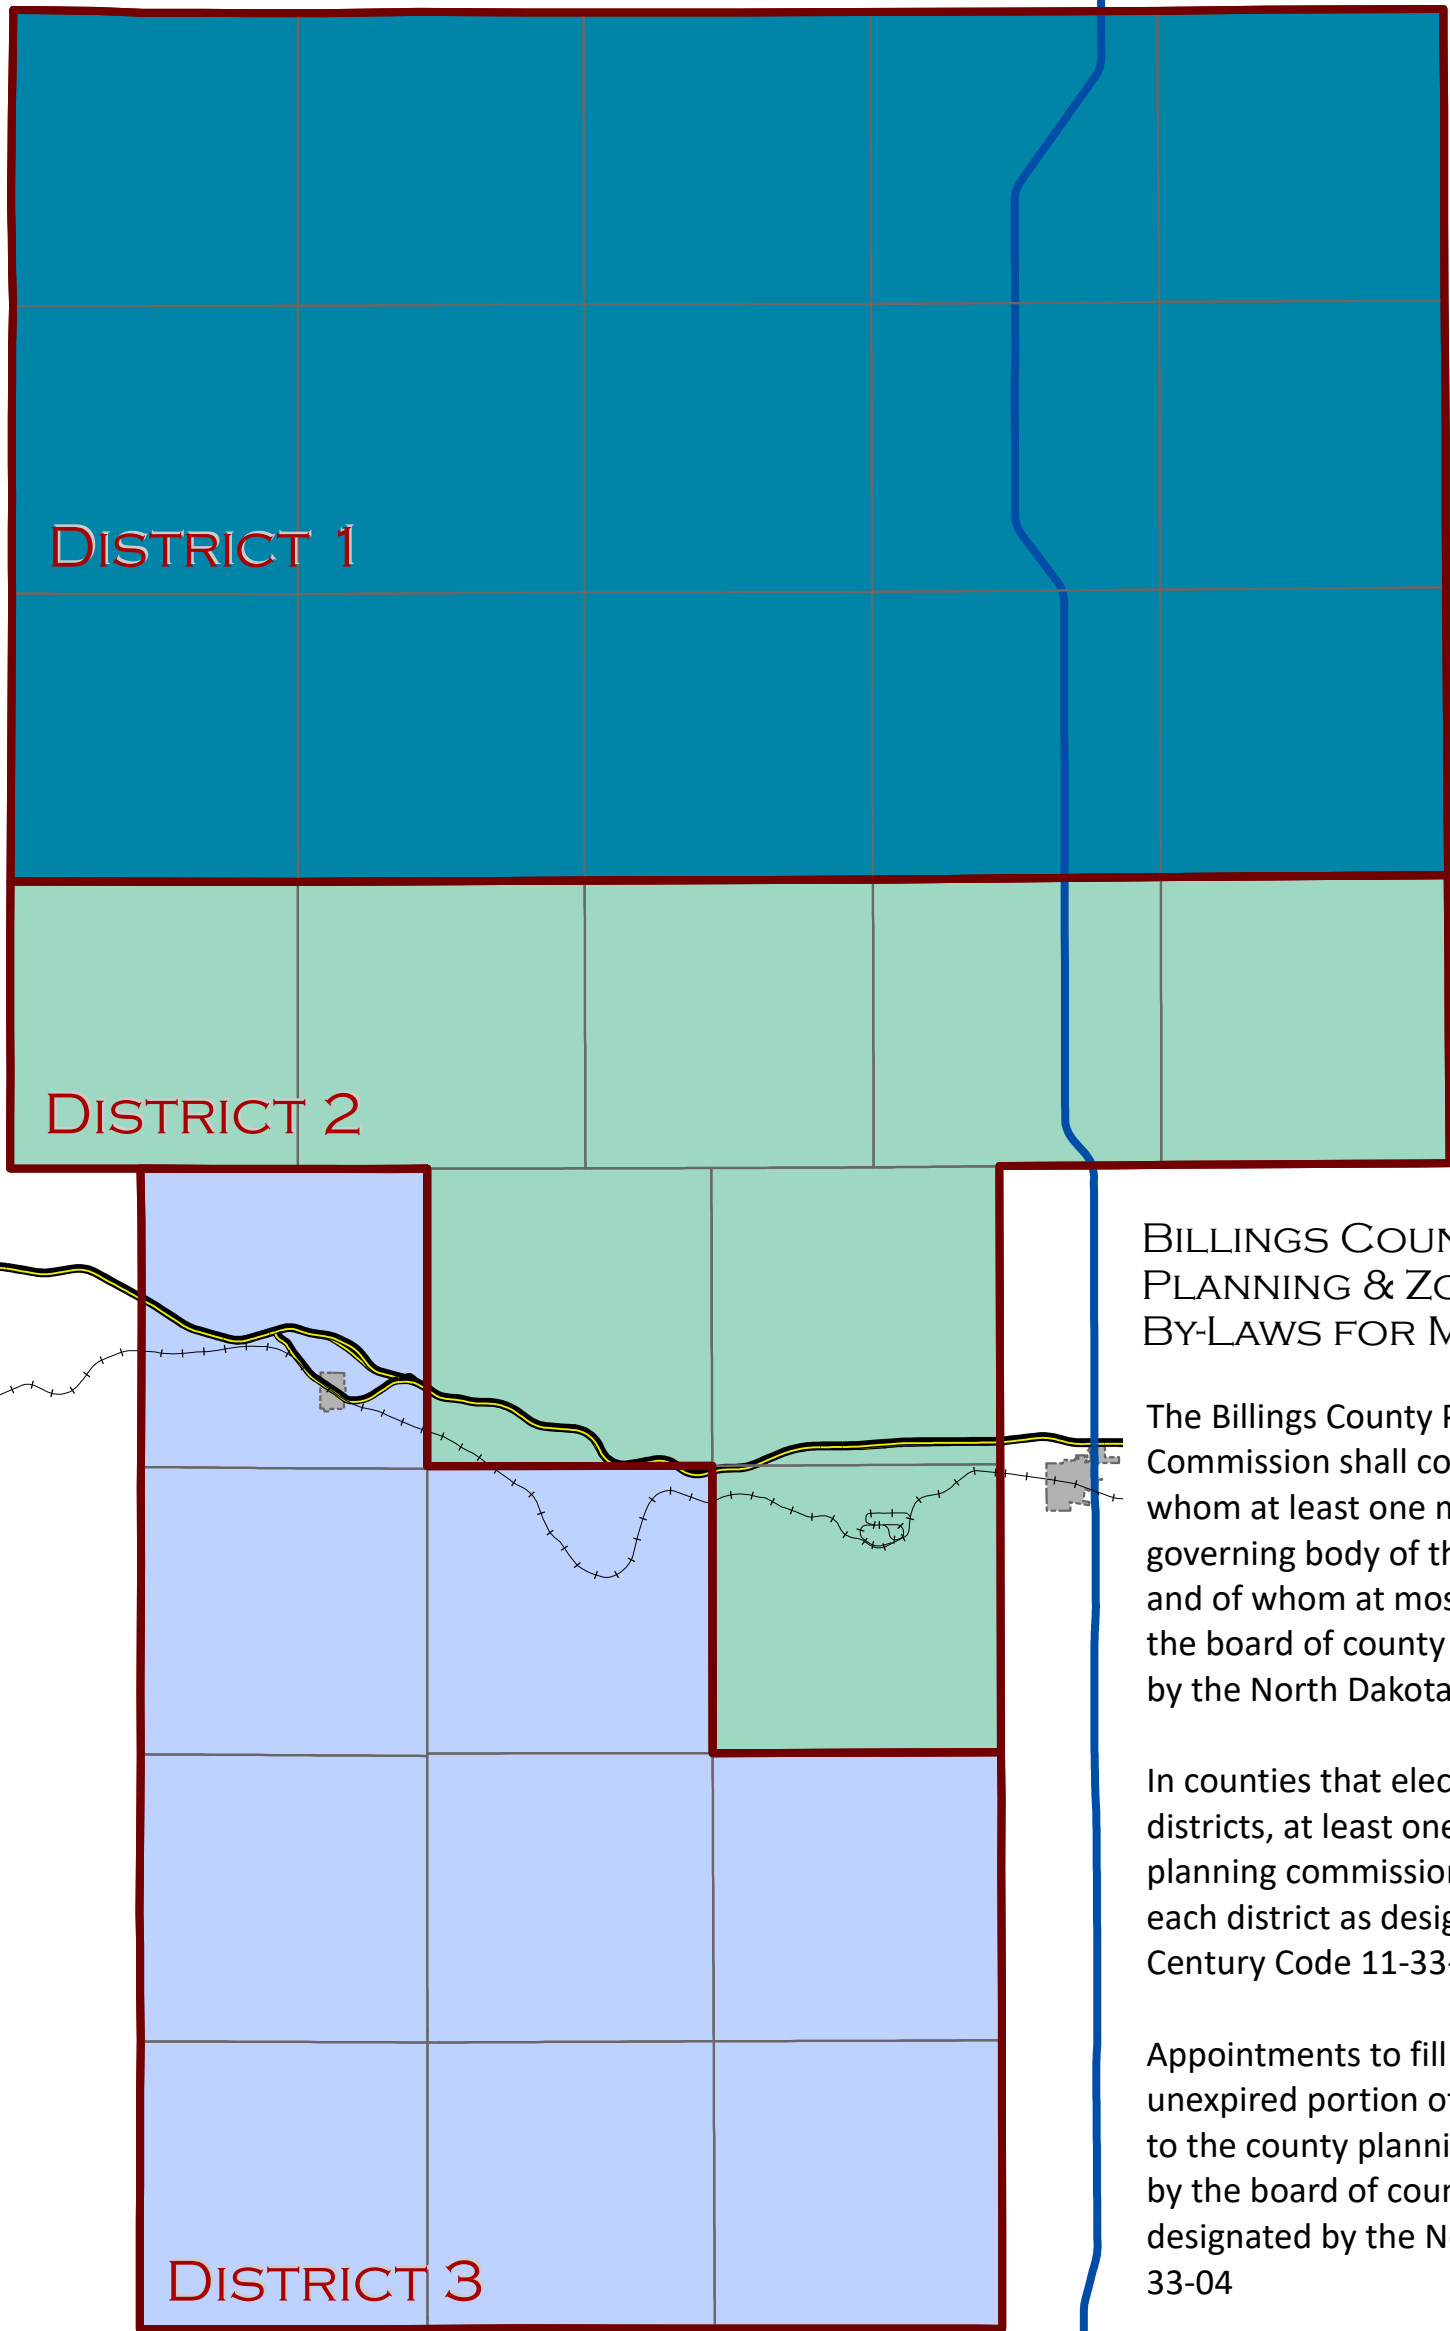 DISTRICT 1
DISTRICT 2
DISTRICT 3
BILLINGS COUN
PLANNING & ZO
BY-LAWS FOR M
The Billings County P
Commission shall co
whom at least one m
governing body of th
and of whom at mos
the board of county
by the North Dakota
In counties that elec
districts, at least one
planning commission
each district as desig
Century Code 11-33-
Appointments to fill
unexpired portion of
to the county planni
by the board of coun
designated by the No
33-04